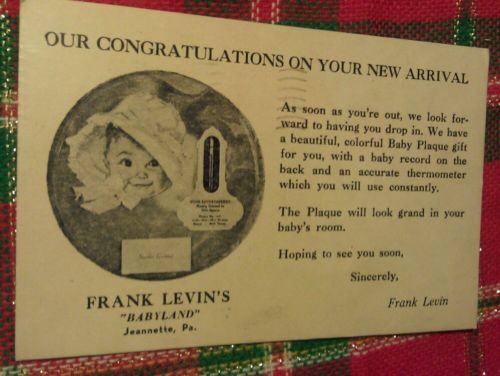 OUR CONGRATULATIONS ON YOUR NEW ARRIVAL
As soon as you're out, we look for-
ward to having you drop in. We have
a beautiful, colorful Baby Plaque gift
for you, with a baby record on the
back and an accurate thermometer
which you will use constantly.
The Plaque will look grand in your
baby's room.
Hoping to see you soon,
Sincerely,
Frank Levin
FRANK LEVIN'S
"BABYLAND"
Jeannette, Pa.